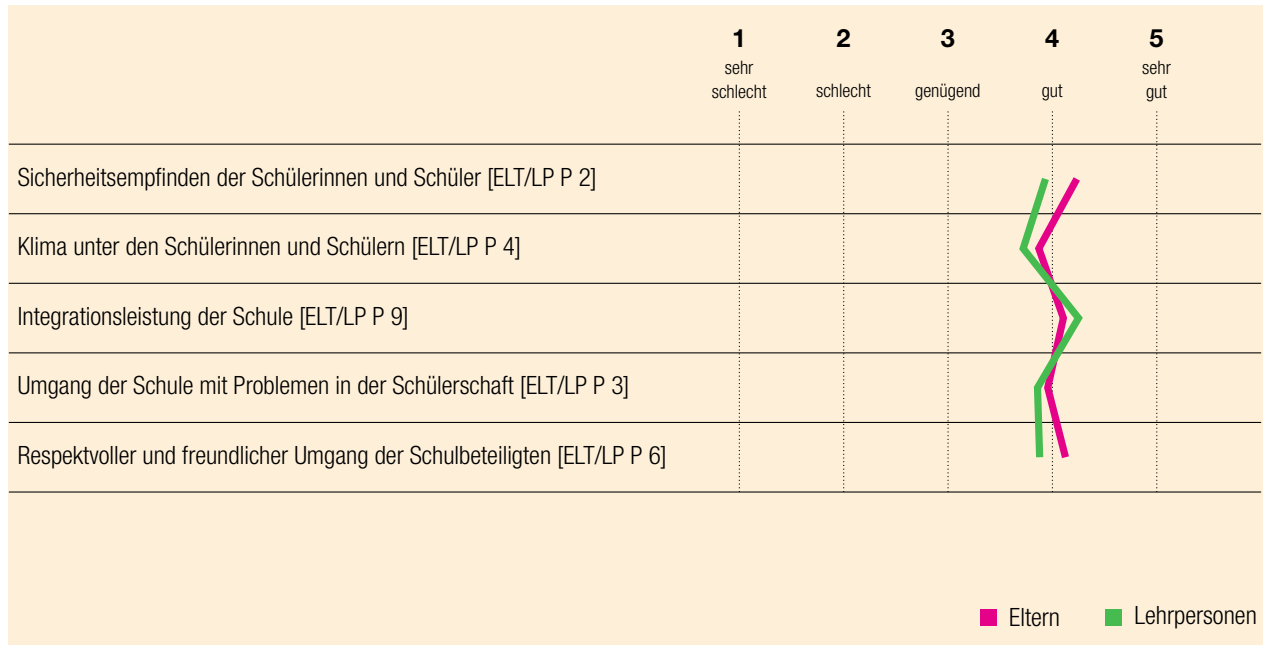 1 2 3 4 5
sehr schlecht schlecht genügend gut sehr gut
Sicherheitsempfinden der Schülerinnen und Schüler [ELT/LP P 2]
Klima unter den Schülerinnen und Schülern [ELT/LP P 4]
Integrationsleistung der Schule [ELT/LP P 9]
Umgang der Schule mit Problemen in der Schülerschaft [ELT/LP P 3]
Respektvoller und freundlicher Umgang der Schulbeteiligten [ELT/LP P 6]
Eltern Lehrpersonen